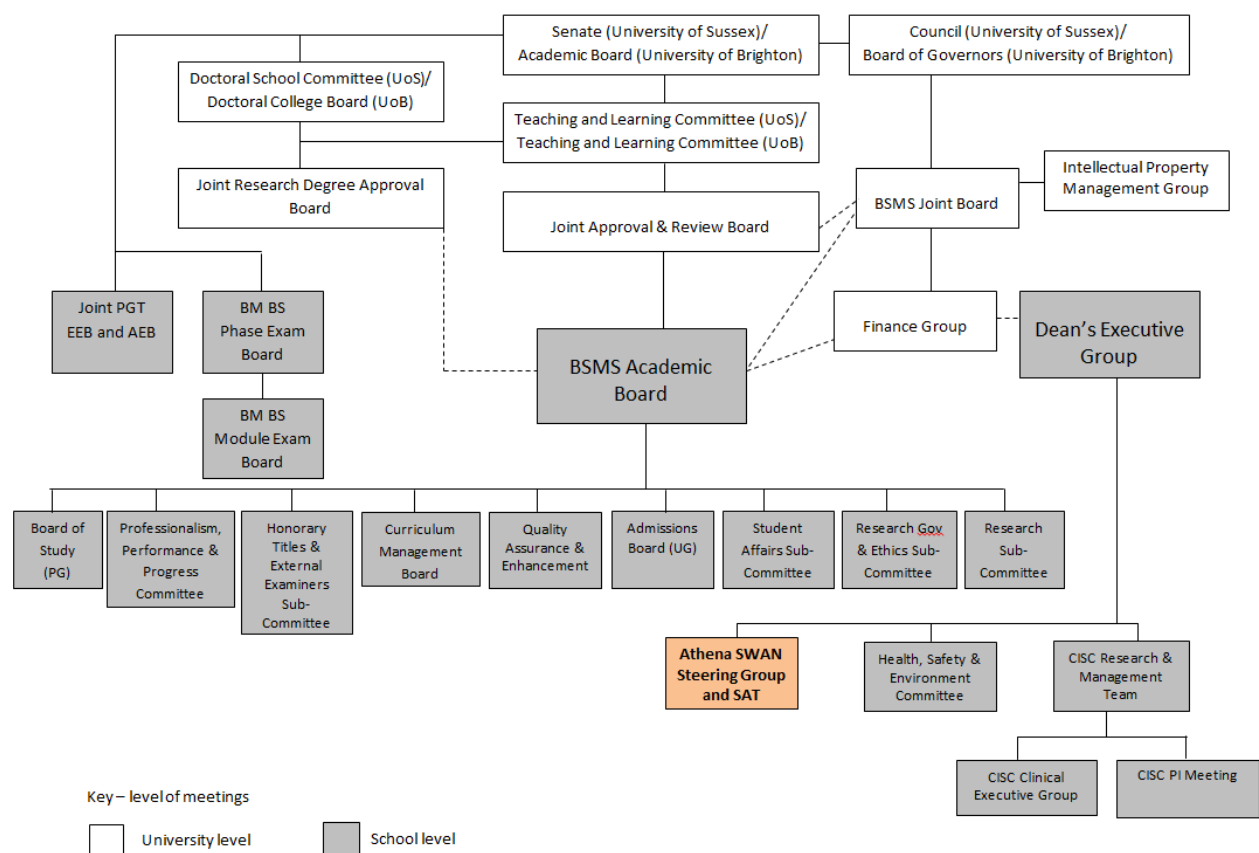 Senate (University of Sussex)/
Academic Board (University of Brighton)
Council (University of Sussex)/
Board of Governors (University of Brighton)
Doctoral School Committee (UoS)/
Doctoral College Board (UoB)
Teaching and Learning Committee (UoS)/
Teaching and Learning Committee (UoB)
Joint Research Degree Approval
Board
Joint Approval & Review Board
BSMS Joint Board
Intellectual Property
Management Group
Joint PGT
EEB and AEB
BM BS
Phase Exam
Board
BM BS
Module Exam
Board
BSMS Academic
Board
Finance Group
Dean's Executive
Group
Board of
Study
(PG)
Professionalism,
Performance &
Progress
Committee
Honorary
Titles &
External
Examiners
Sub-
Committee
Curriculum
Management
Board
Quality
Assurance &
Enhancement
Admissions
Board (UG)
Student
Affairs Sub-
Committee
Research Gov
& Ethics Sub-
Committee
Research
Sub-
Committee
Athena SWAN
Steering Group
and SAT
Health, Safety &
Environment
Committee
CISC Research &
Management
Team
CISC Clinical
Executive Group
CISC PI Meeting
Key – level of meetings
University level
School level